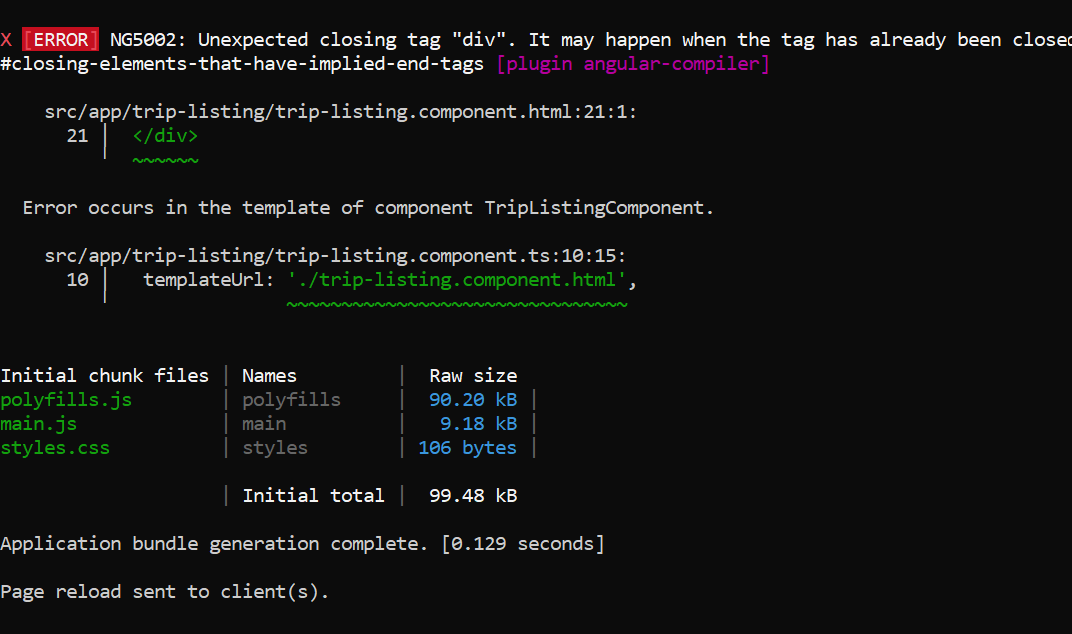 X [ERROR] NG5002: Unexpected closing tag "div". It may happen when the tag has already been closed
#closing-elements-that-have-implied-end-tags [plugin angular-compiler]
src/app/trip-listing/trip-listing.component.html:21:1:
21 │ </div>
~~~~~~
Error occurs in the template of component TripListingComponent.
src/app/trip-listing/trip-listing.component.ts:10:15:
10 │ templateUrl: './trip-listing.component.html',
~~~~~~~~~~~~~~~~~~~~~~~~~~~~~~~
Initial chunk files | Names | Raw size
polyfills.js | polyfills | 90.20 kB |
main.js | main | 9.18 kB |
styles.css | styles | 106 bytes |
| Initial total | 99.48 kB
Application bundle generation complete. [0.129 seconds]
Page reload sent to client(s).